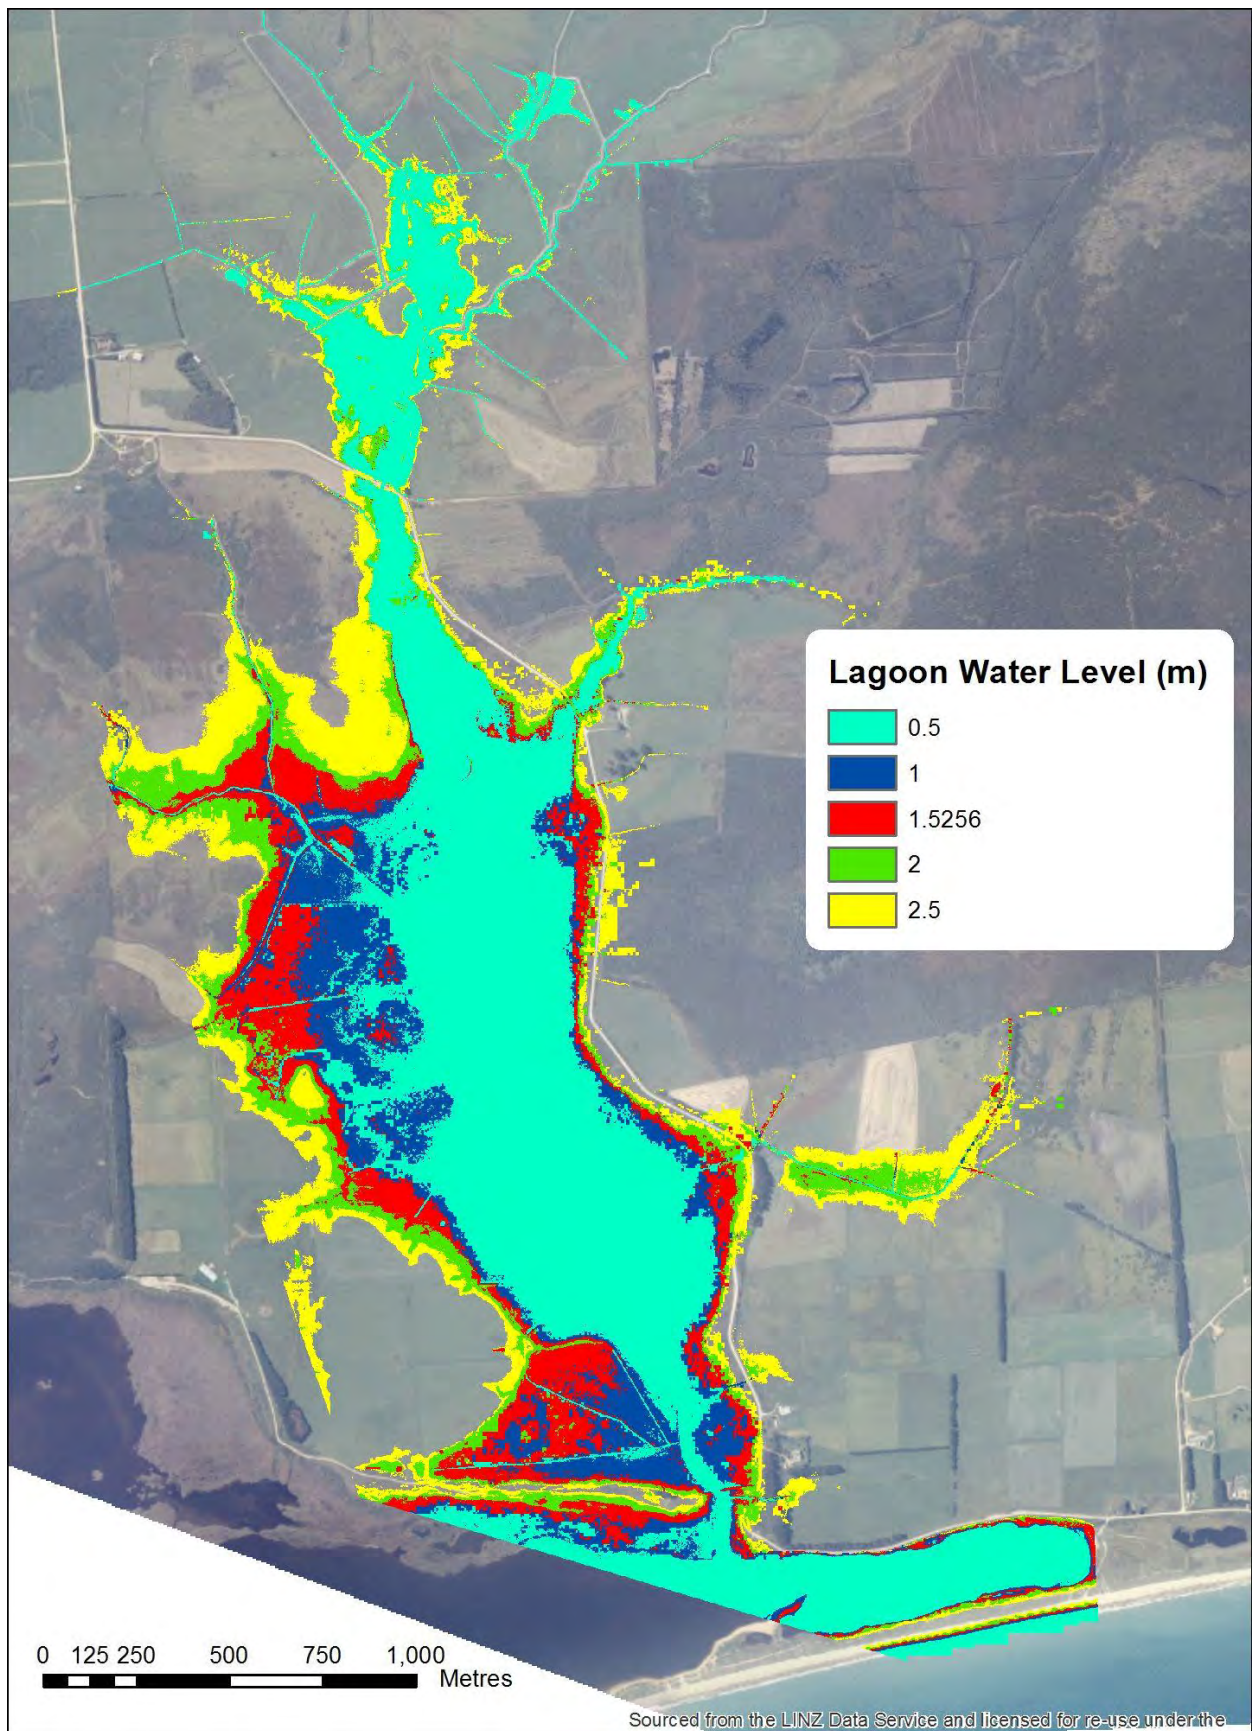 Lagoon Water Level (m)
0.5
1
1.5256
2
2.5
0 125 250 500 750 1,000
Metres
Sourced from the LINZ Data Service and licensed for re-use under the